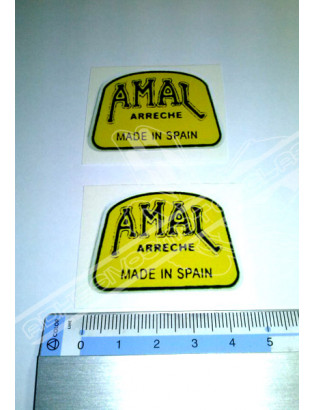 AMAL
ARRECHE
MADE IN SPAIN
AMAL
ARRECHE
MADE IN SPAIN
0 1 2 3 4 5